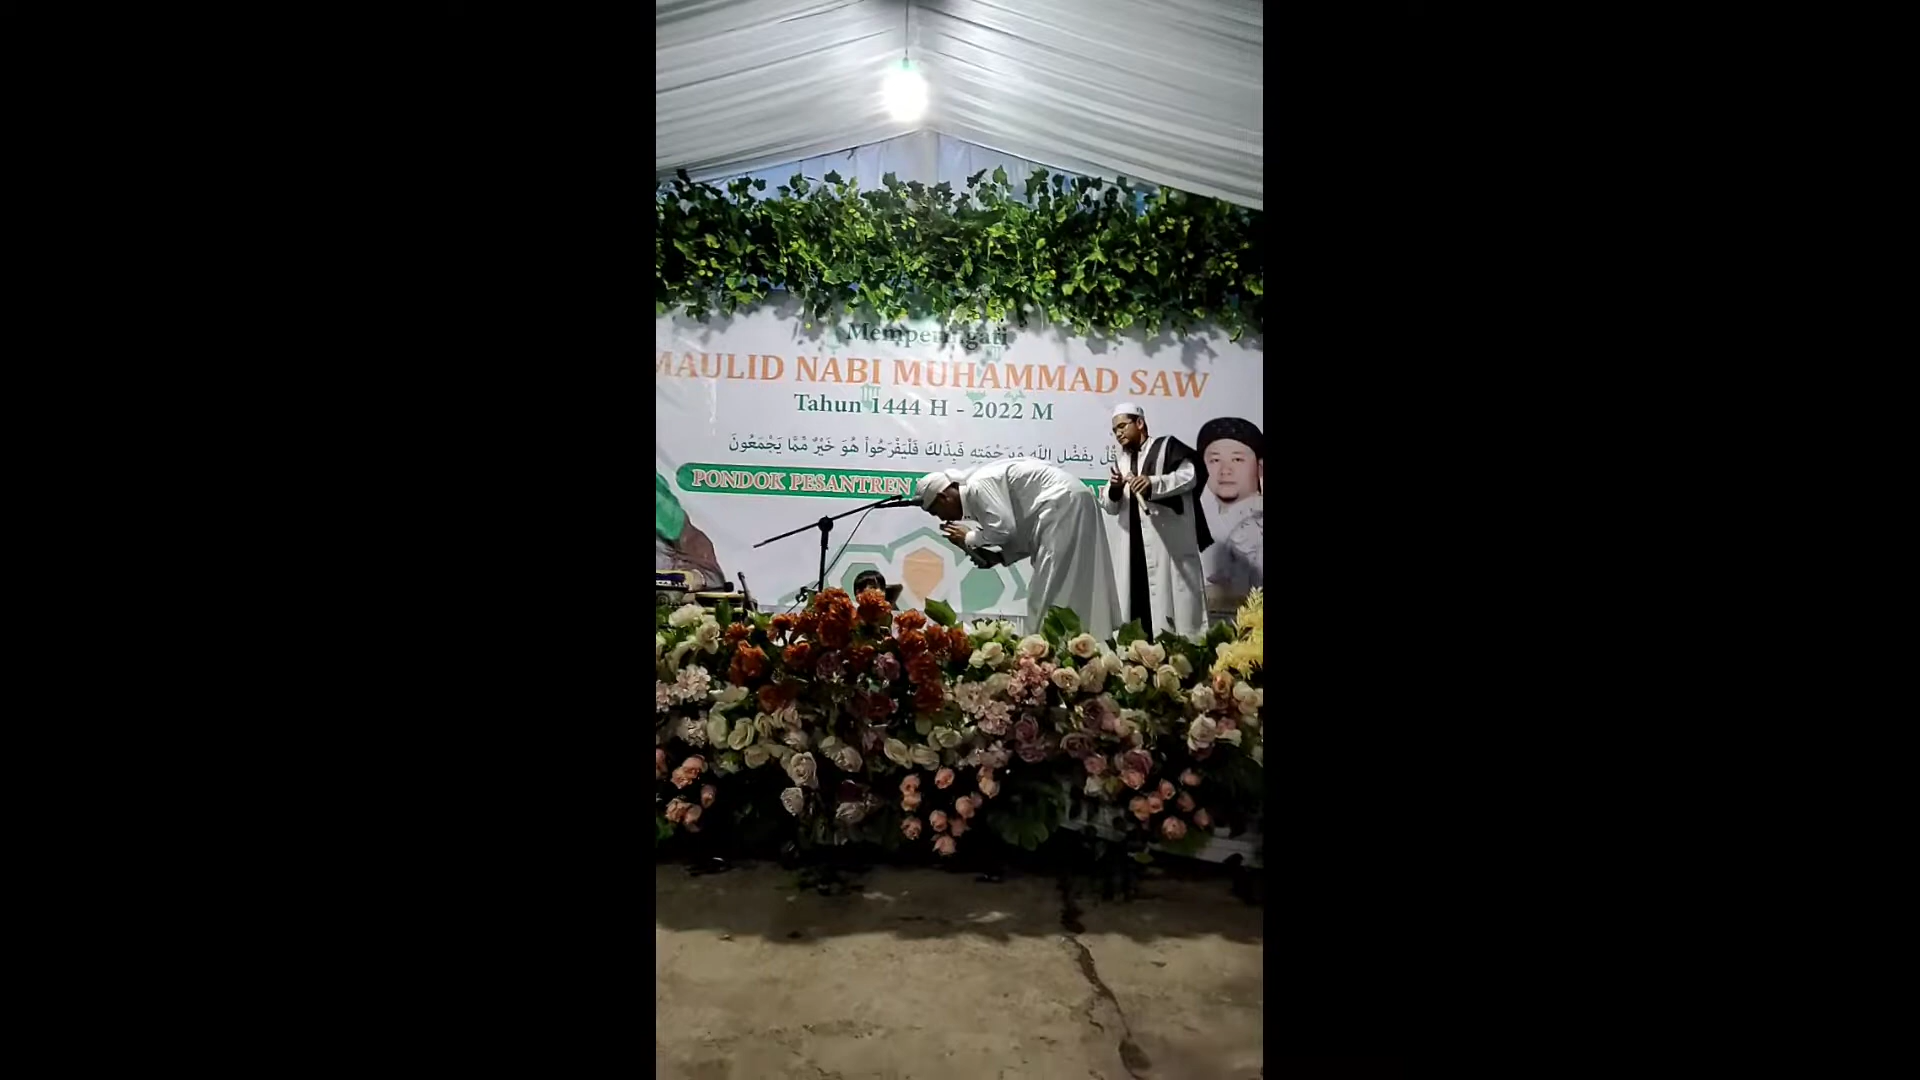 Memperingati
MAULID NABI MUHAMMAD SAW
Tahun 1444 H - 2022 M
قُلْ بِفَضْلِ اللَّهِ وَبِرَحْمَتِهِ فَبِذَلِكَ فَلْيَفْرَحُواْ هُوَ خَيْرٌ مِّمَّا يَجْمَعُونَ
PONDOK PESANTREN